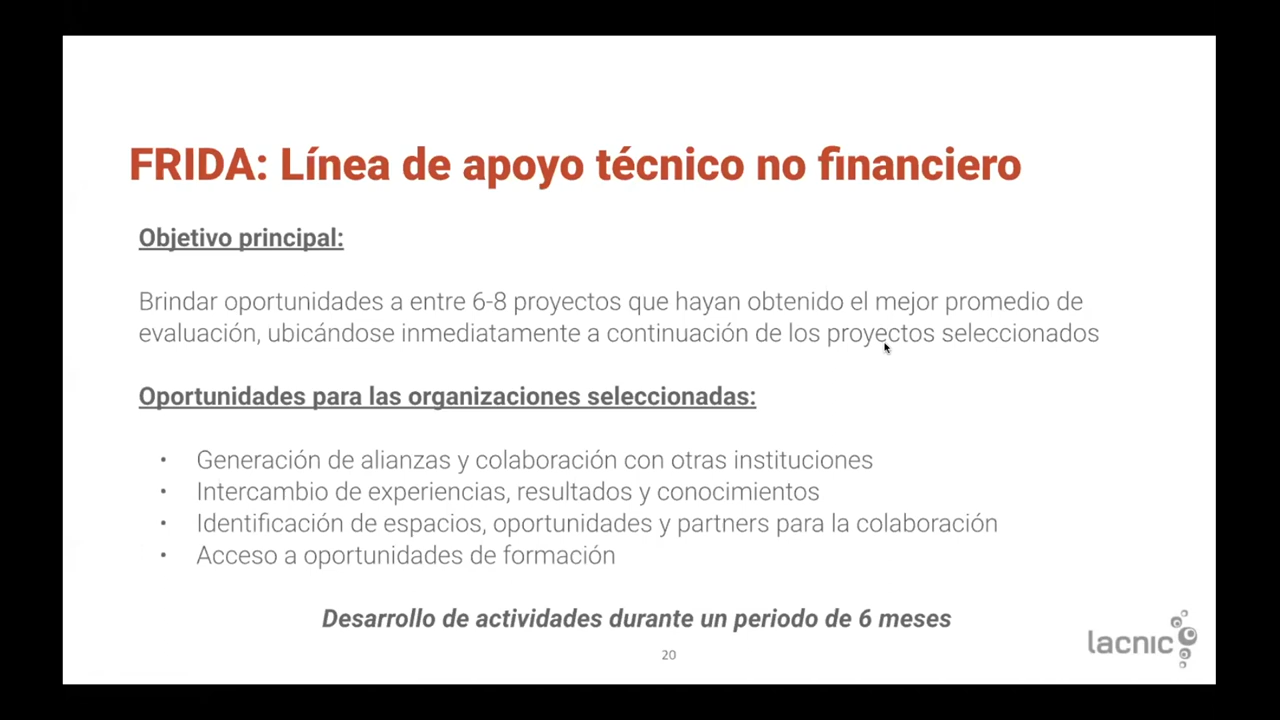 FRIDA: Línea de apoyo técnico no financiero
Objetivo principal:
Brindar oportunidades a entre 6-8 proyectos que hayan obtenido el mejor promedio de
evaluación, ubicándose inmediatamente a continuación de los proyectos seleccionados
Oportunidades para las organizaciones seleccionadas:
• Generación de alianzas y colaboración con otras instituciones
• Intercambio de experiencias, resultados y conocimientos
• Identificación de espacios, oportunidades y partners para la colaboración
• Acceso a oportunidades de formación
Desarrollo de actividades durante un periodo de 6 meses
20
lacnic